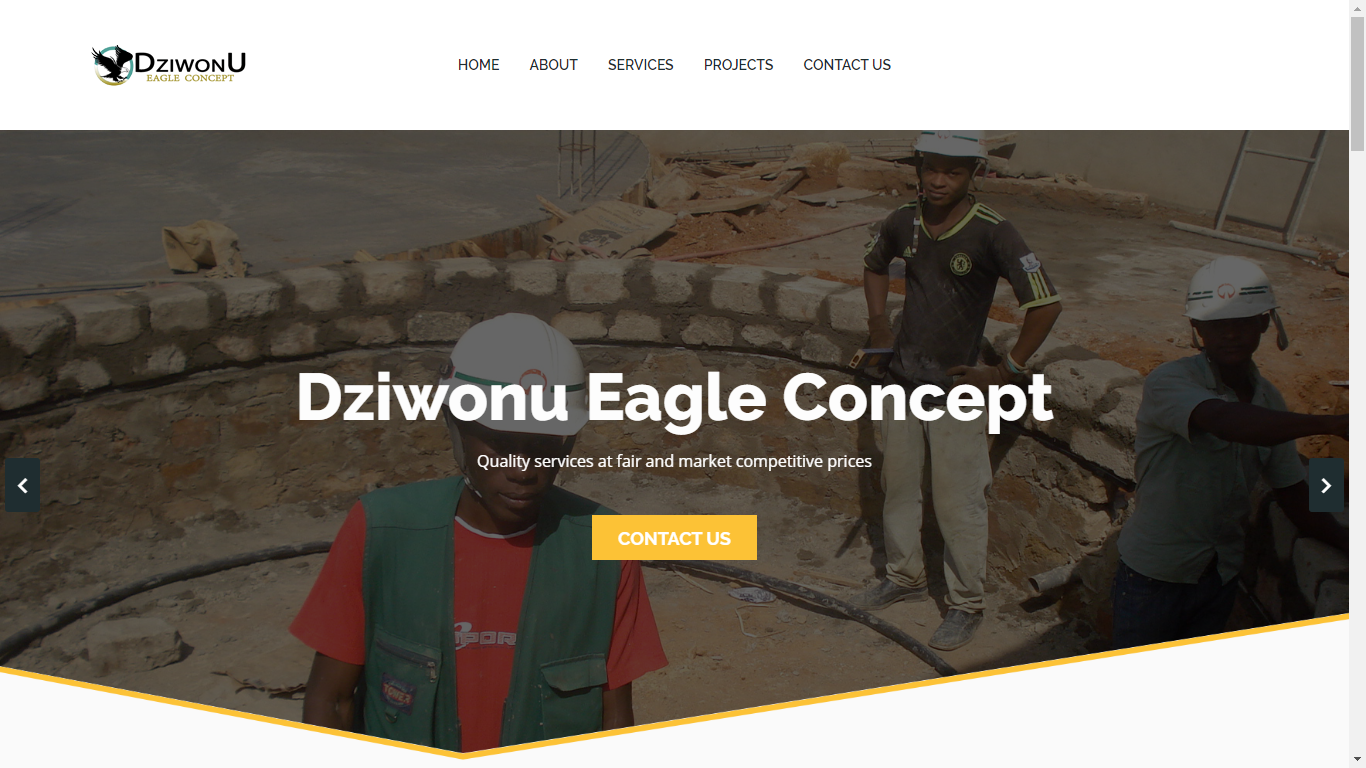 DZIWONU
EAGLE CONCEPT
HOME ABOUT SERVICES PROJECTS CONTACT US
Dziwonu Eagle Concept
Quality services at fair and market competitive prices
CONTACT US